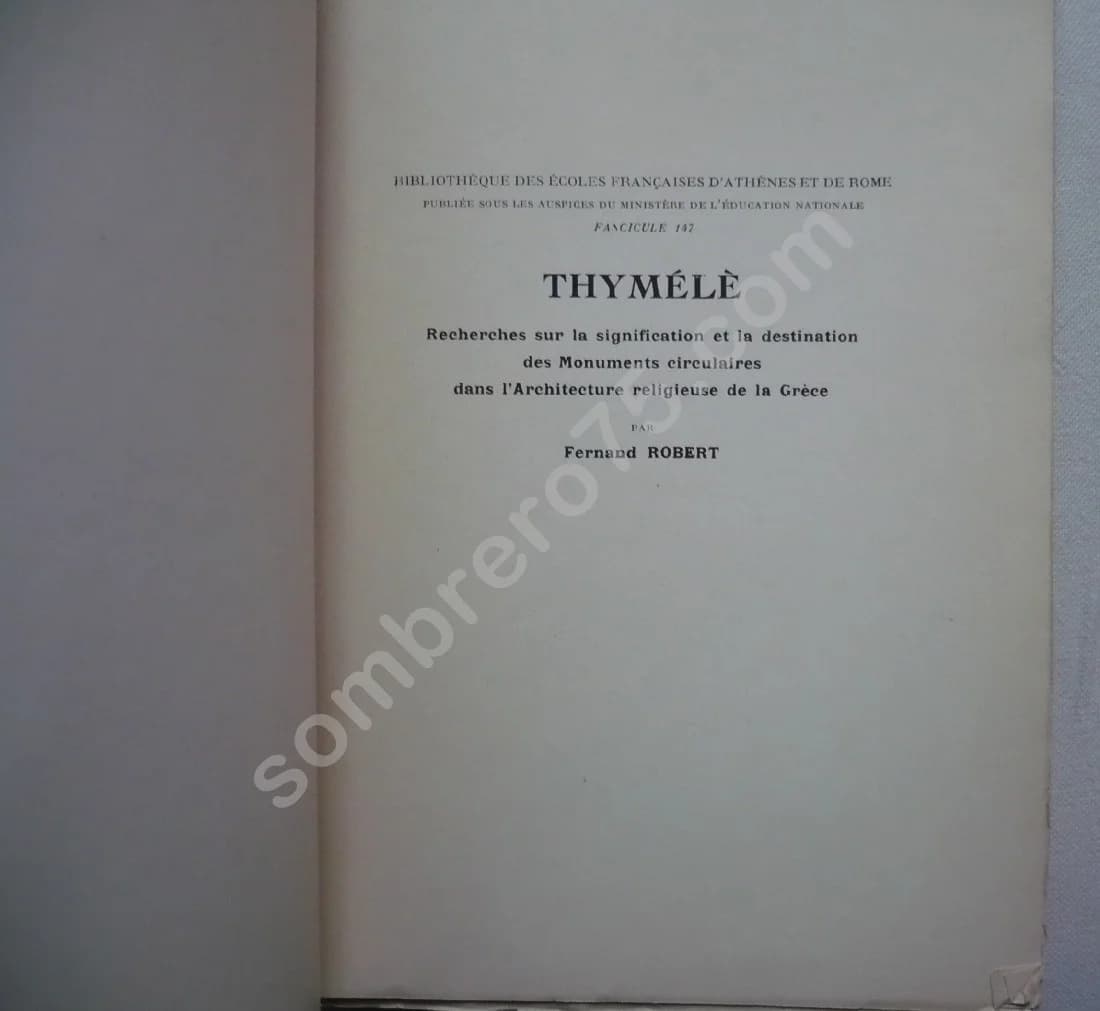 BIBLIOTHÈQUE DES ÉCOLES FRANÇAISES D'ATHÈNES ET DE ROME
PUBLIÉE SOUS LES AUSPICES DU MINISTÈRE DE L'ÉDUCATION NATIONALE
FASCICULE 147
THYMÉLÈ
Recherches sur la signification et la destination
des Monuments circulaires
dans l'Architecture religieuse de la Grèce
PAR
Fernand ROBERT
sombrero75.com